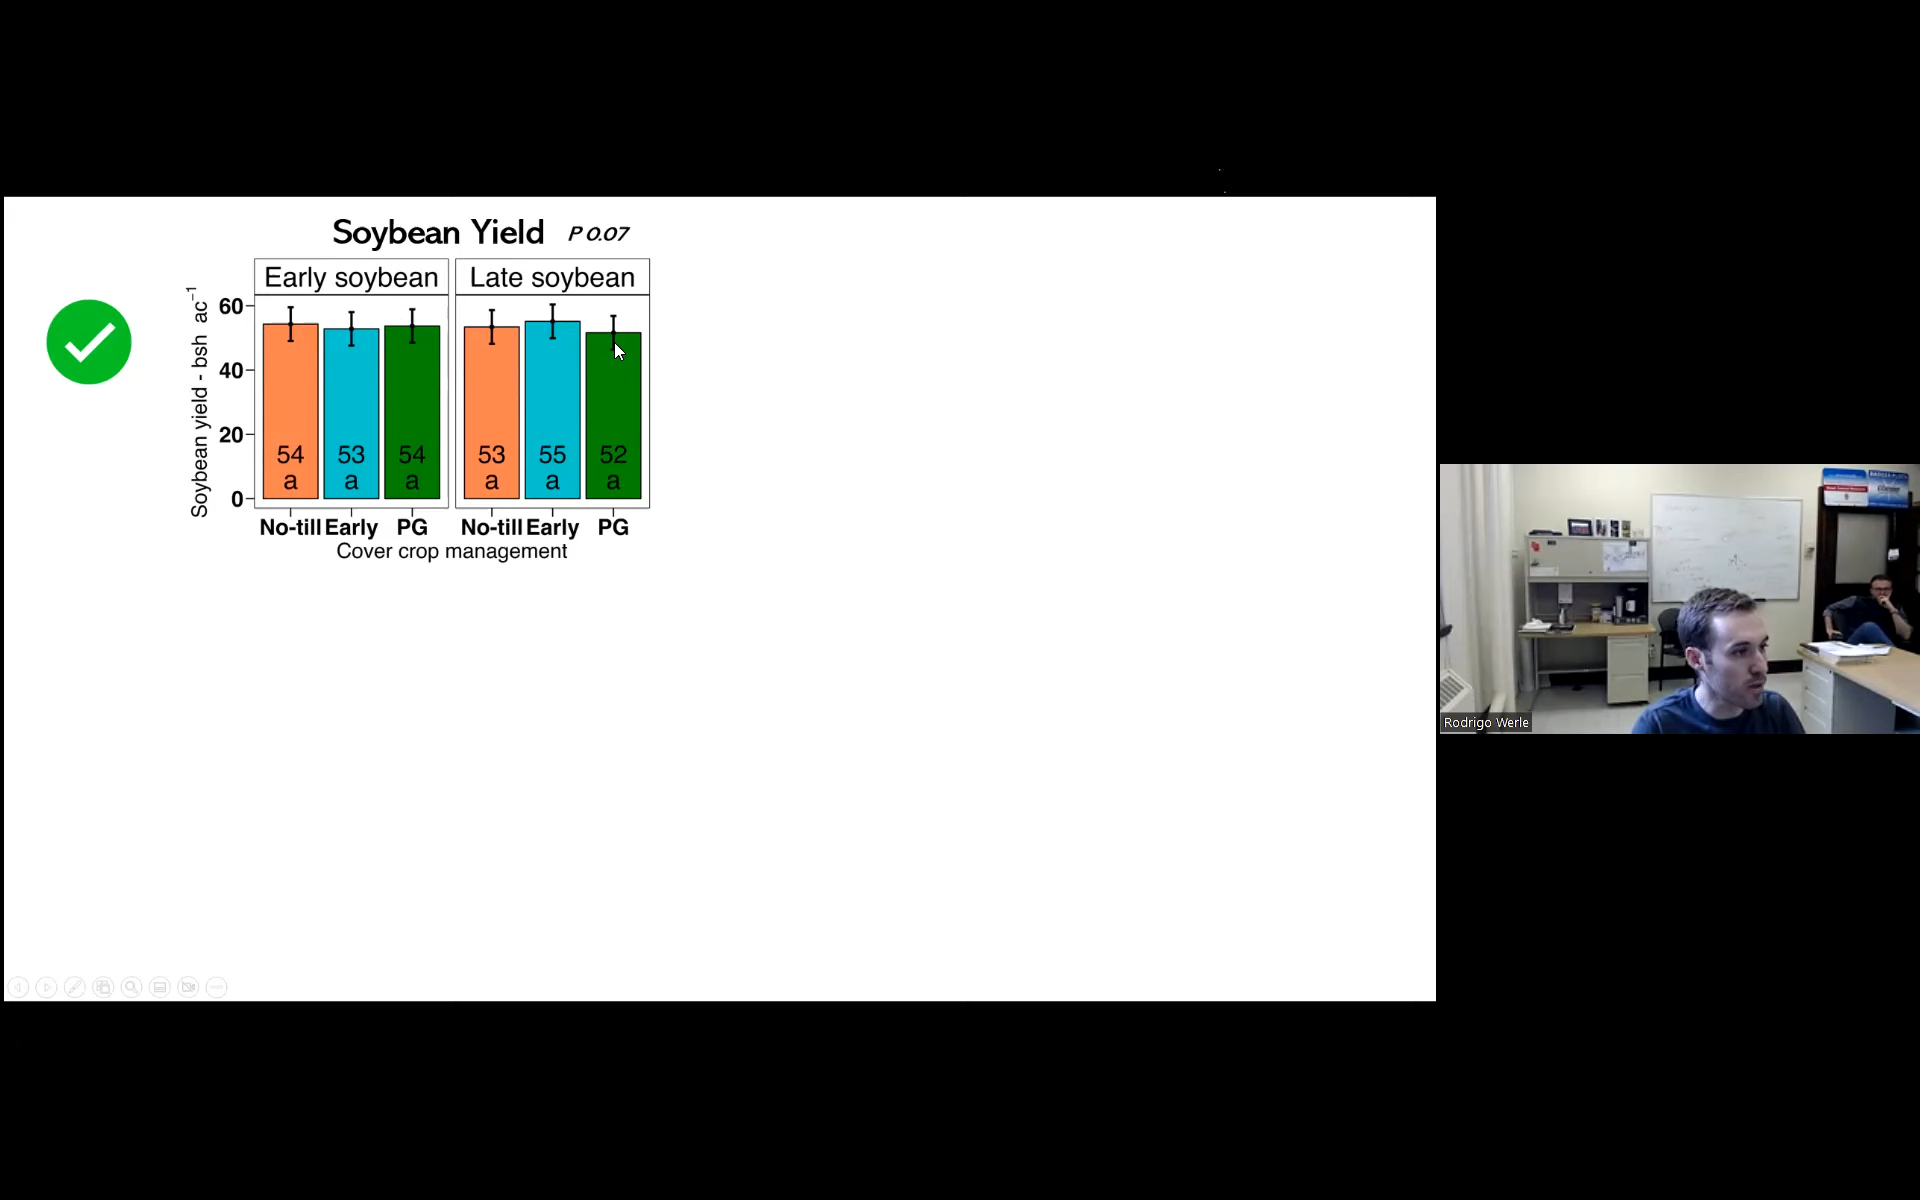 Soybean Yield P 0.07
Early soybean Late soybean
Soybean yield - bsh ac⁻¹
60
40
20
0
54 53 54 53 55 52
a a a a a a
No-till Early PG No-till Early PG
Cover crop management
Rodrigo Werle